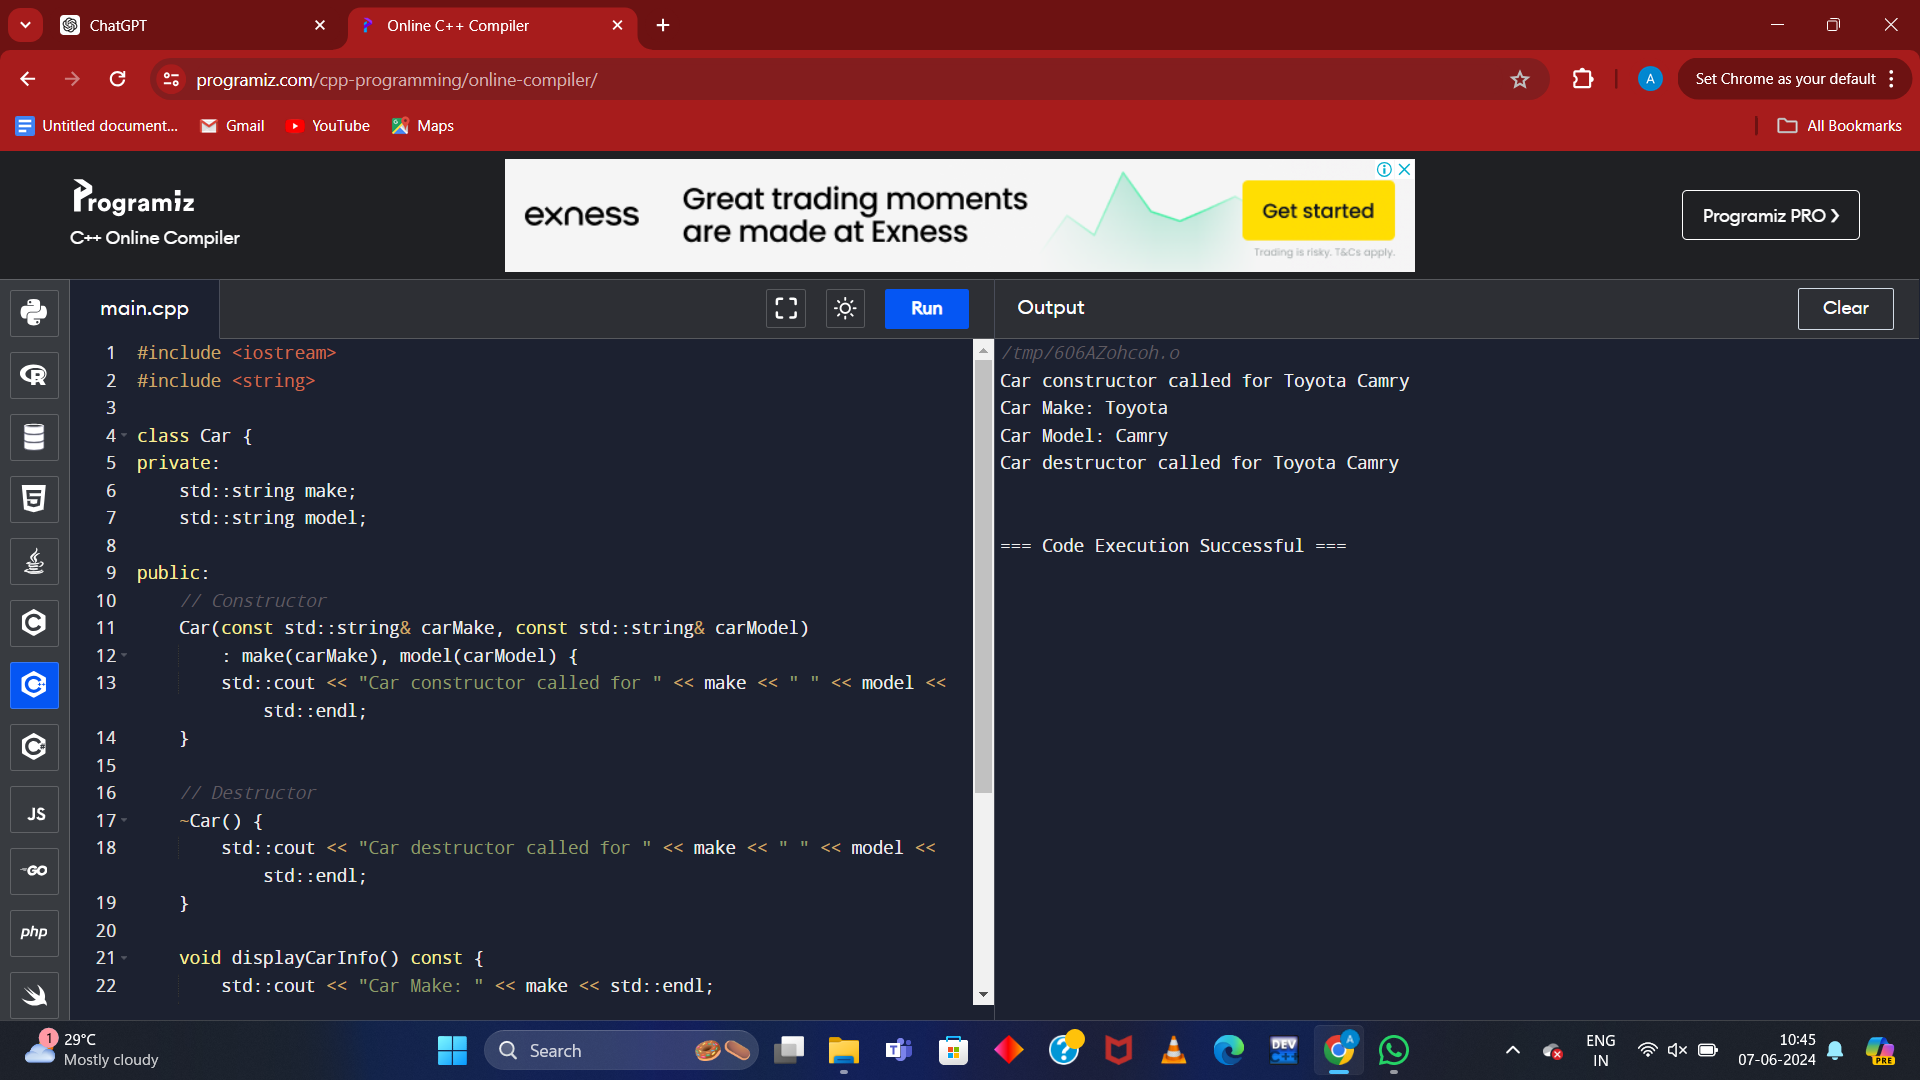 ChatGPT
Online C++ Compiler
programiz.com/cpp-programming/online-compiler/
A
Set Chrome as your default
Untitled document...
Gmail
YouTube
Maps
All Bookmarks
Programiz
C++ Online Compiler
exness
Great trading moments
are made at Exness
Get started
Trading is risky. T&Cs apply.
Programiz PRO
main.cpp
Run
Output
Clear
1 #include <iostream>
2 #include <string>
3
4 class Car {
5 private:
6     std::string make;
7     std::string model;
8
9 public:
10     // Constructor
11     Car(const std::string& carMake, const std::string& carModel)
12         : make(carMake), model(carModel) {
13         std::cout << "Car constructor called for " << make << " " << model <<
            std::endl;
14     }
15
16     // Destructor
17     ~Car() {
18         std::cout << "Car destructor called for " << make << " " << model <<
            std::endl;
19     }
20
21     void displayCarInfo() const {
22         std::cout << "Car Make: " << make << std::endl;
/tmp/606AZohcoh.o
Car constructor called for Toyota Camry
Car Make: Toyota
Car Model: Camry
Car destructor called for Toyota Camry
=== Code Execution Successful ===
JS
GO
php
1
29°C
Mostly cloudy
Search
DEV
A
ENG
IN
10:45
07-06-2024
PRE